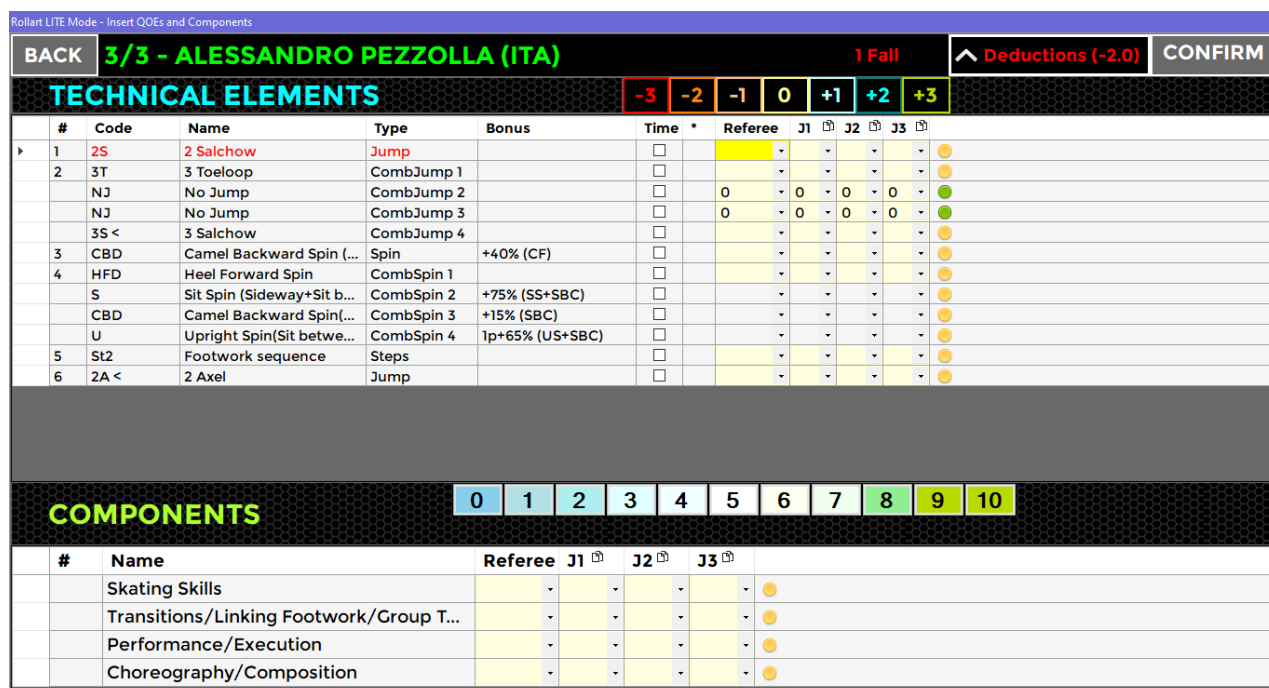 Rollart LITE Mode - Insert QOEs and Components
BACK 3/3 - ALESSANDRO PEZZOLLA (ITA) 1 Fall Deductions (-2.0) CONFIRM
TECHNICAL ELEMENTS -3 -2 -1 0 +1 +2 +3
# Code Name Type Bonus Time * Referee J1 J2 J3
1 2S 2 Salchow Jump
2 3T 3 Toeloop CombJump 1
NJ No Jump CombJump 2 0 0 0 0
NJ No Jump CombJump 3 0 0 0 0
3S < 3 Salchow CombJump 4
3 CBD Camel Backward Spin (... Spin +40% (CF)
4 HFD Heel Forward Spin CombSpin 1
S Sit Spin (Sideway+Sit b... CombSpin 2 +75% (SS+SBC)
CBD Camel Backward Spin(... CombSpin 3 +15% (SBC)
U Upright Spin(Sit betwe... CombSpin 4 1p+65% (US+SBC)
5 St2 Footwork sequence Steps
6 2A < 2 Axel Jump
COMPONENTS 0 1 2 3 4 5 6 7 8 9 10
# Name Referee J1 J2 J3
Skating Skills
Transitions/Linking Footwork/Group T...
Performance/Execution
Choreography/Composition